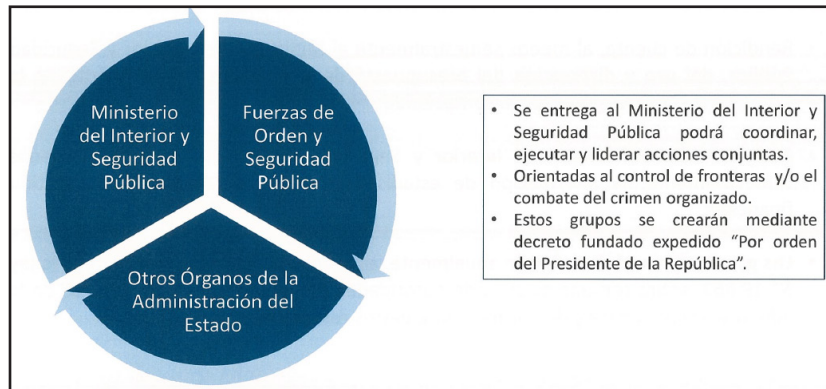 Ministerio
del Interior y
Seguridad
Pública
Fuerzas de
Orden y
Seguridad
Pública
Otros Órganos de la
Administración del
Estado
• Se entrega al Ministerio del Interior y
Seguridad Pública podrá coordinar,
ejecutar y liderar acciones conjuntas.
• Orientadas al control de fronteras y/o el
combate del crimen organizado.
• Estos grupos se crearán mediante
decreto fundado expedido “Por orden
del Presidente de la República”.